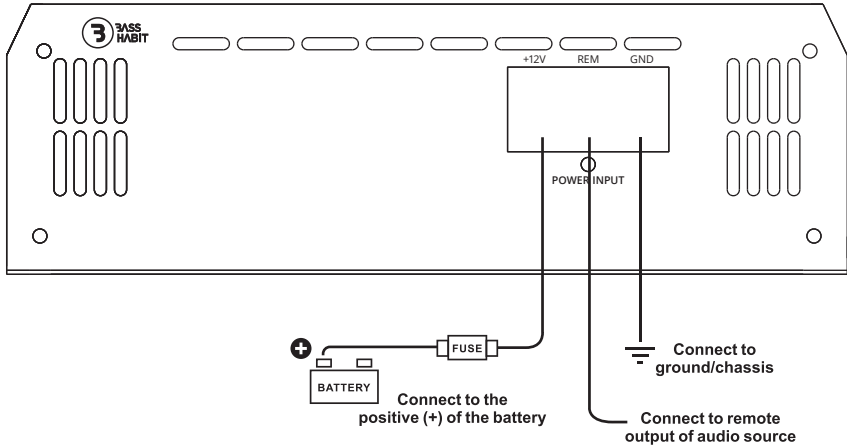 BASS
HABIT
+12V REM GND
POWER INPUT
FUSE
BATTERY
Connect to the
positive (+) of the battery
Connect to
ground/chassis
Connect to remote
output of audio source